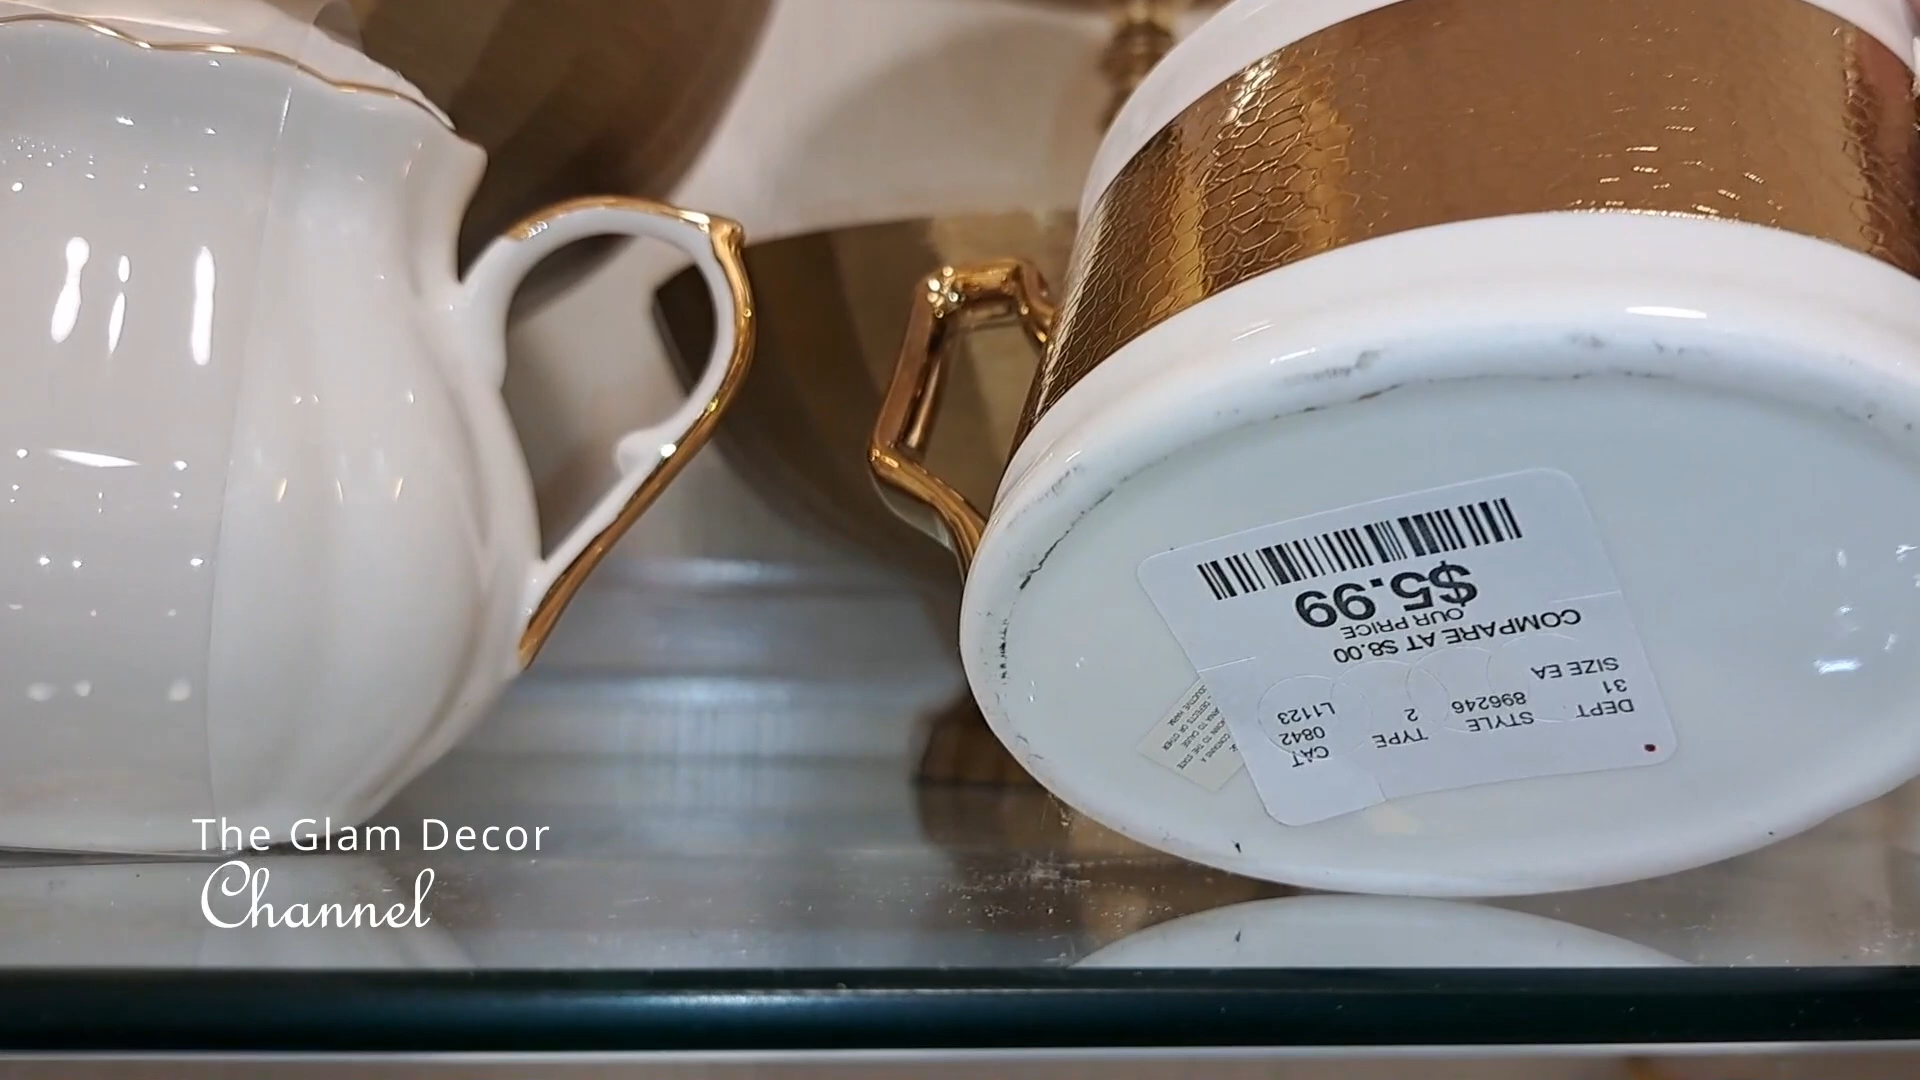 The Glam Decor
Channel
DEPT STYLE TYPE CAT
31 896246 2 0842
SIZE EA L1123
COMPARE AT $8.00
OUR PRICE
$5.99